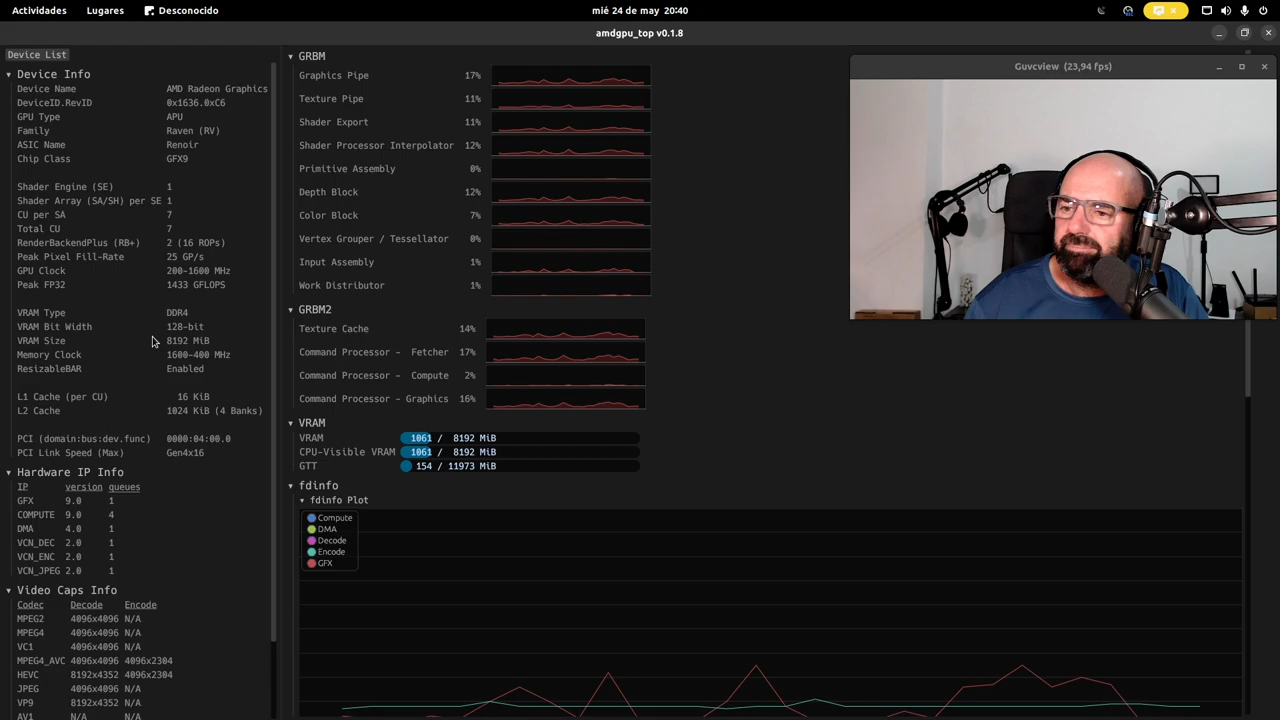 Actividades Lugares Desconocido mié 24 de may 20:40
amdgpu_top v0.1.8
Device List
Device Info
Device Name AMD Radeon Graphics
DeviceID.RevID 0x1636.0xC6
GPU Type APU
Family Raven (RV)
ASIC Name Renoir
Chip Class GFX9
Shader Engine (SE) 1
Shader Array (SA/SH) per SE 1
CU per SA 7
Total CU 7
RenderBackendPlus (RB+) 2 (16 ROPs)
Peak Pixel Fill-Rate 25 GP/s
GPU Clock 200-1600 MHz
Peak FP32 1433 GFLOPS
VRAM Type DDR4
VRAM Bit Width 128-bit
VRAM Size 8192 MiB
Memory Clock 1600-400 MHz
ResizableBAR Enabled
L1 Cache (per CU) 16 KiB
L2 Cache 1024 KiB (4 Banks)
PCI (domain:bus:dev.func) 0000:04:00.0
PCI Link Speed (Max) Gen4x16
Hardware IP Info
IP version queues
GFX 9.0 1
COMPUTE 9.0 4
DMA 4.0 1
VCN_DEC 2.0 1
VCN_ENC 2.0 1
VCN_JPEG 2.0 1
Video Caps Info
Codec Decode Encode
MPEG2 4096x4096 N/A
MPEG4 4096x4096 N/A
VC1 4096x4096 N/A
MPEG4_AVC 4096x4096 4096x2304
HEVC 8192x4352 4096x2304
JPEG 4096x4096 N/A
VP9 8192x4352 N/A
AV1 N/A N/A
GRBM
Graphics Pipe 17%
Texture Pipe 11%
Shader Export 11%
Shader Processor Interpolator 12%
Primitive Assembly 0%
Depth Block 12%
Color Block 7%
Vertex Grouper / Tessellator 0%
Input Assembly 1%
Work Distributor 1%
GRBM2
Texture Cache 14%
Command Processor - Fetcher 17%
Command Processor - Compute 2%
Command Processor - Graphics 16%
VRAM
VRAM 1061 / 8192 MiB
CPU-Visible VRAM 1061 / 8192 MiB
GTT 154 / 11973 MiB
fdinfo
fdinfo Plot
Compute
DMA
Decode
Encode
GFX
Guvcview (23,94 fps)